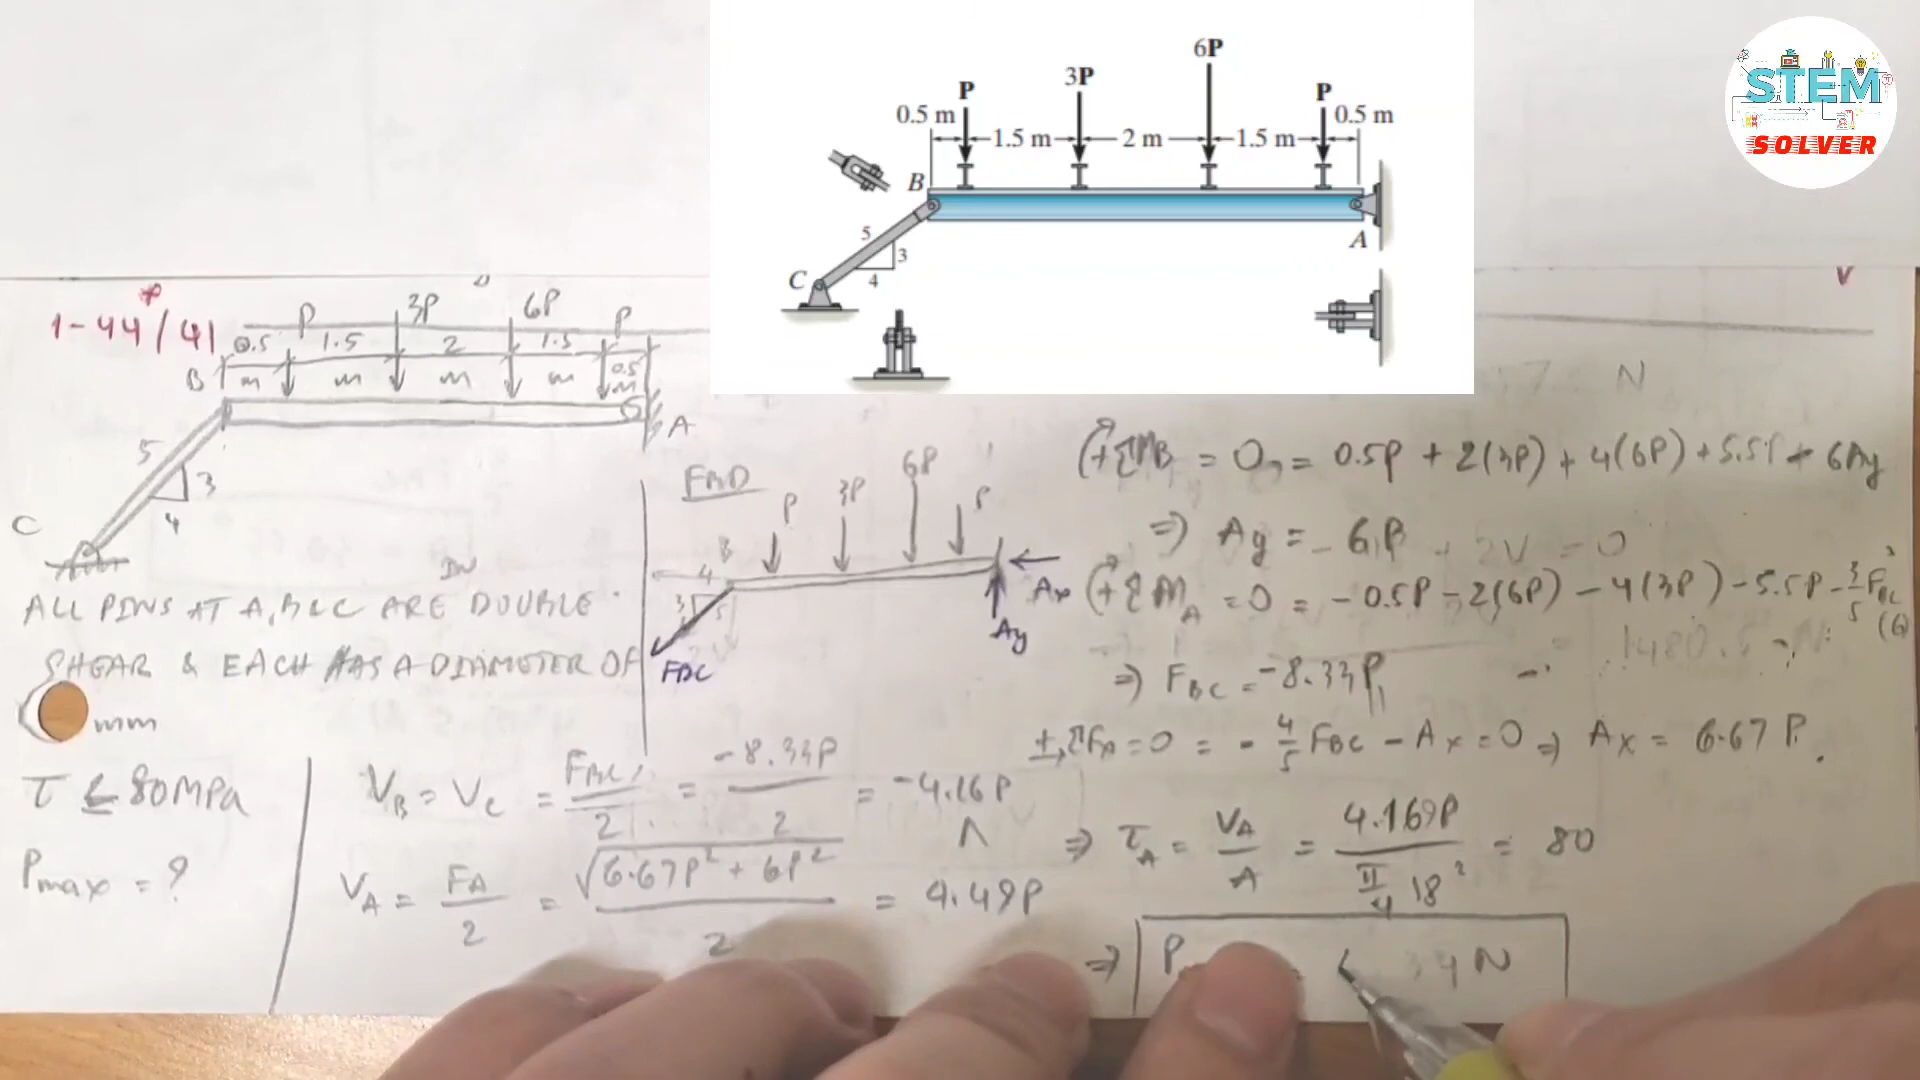 6P
3P
P
P
0.5 m
0.5 m
1.5 m
2 m
1.5 m
B
A
5
3
4
C
STEM
SOLVER
1-44/41
P
3P
6P
P
0.5
1.5
2
1.5
0.5
B
m
m
m
m
m
A
5
3
4
C
ALL PINS AT A, B & C ARE DOUBLE
SHEAR & EACH HAS A DIAMETER OF
mm
τ ≤ 80MPa
Pmax = ?
FBD
P
3P
6P
P
B
4
3
5
FBC
Ax
Ay
N
(+ΣMB = 0, = 0.5P + 2(3P) + 4(6P) + 5.5P - 6Ay
=> Ay = 6P
(+ΣMA = 0 = -0.5P - 2(6P) - 4(3P) - 5.5P - 3/5 FBC (6)
=> FBC = -8.33P
+→ΣFx = 0 = - 4/5 FBC - Ax = 0 => Ax = 6.67P.
VB = VC = FBC/2 = -8.33P/2 = -4.16P
VA = FA/2 = √6.67P² + 6P²/2 = 4.49P
=> τA = VA/A = 4.169P / π/4 18² = 80
=> P N